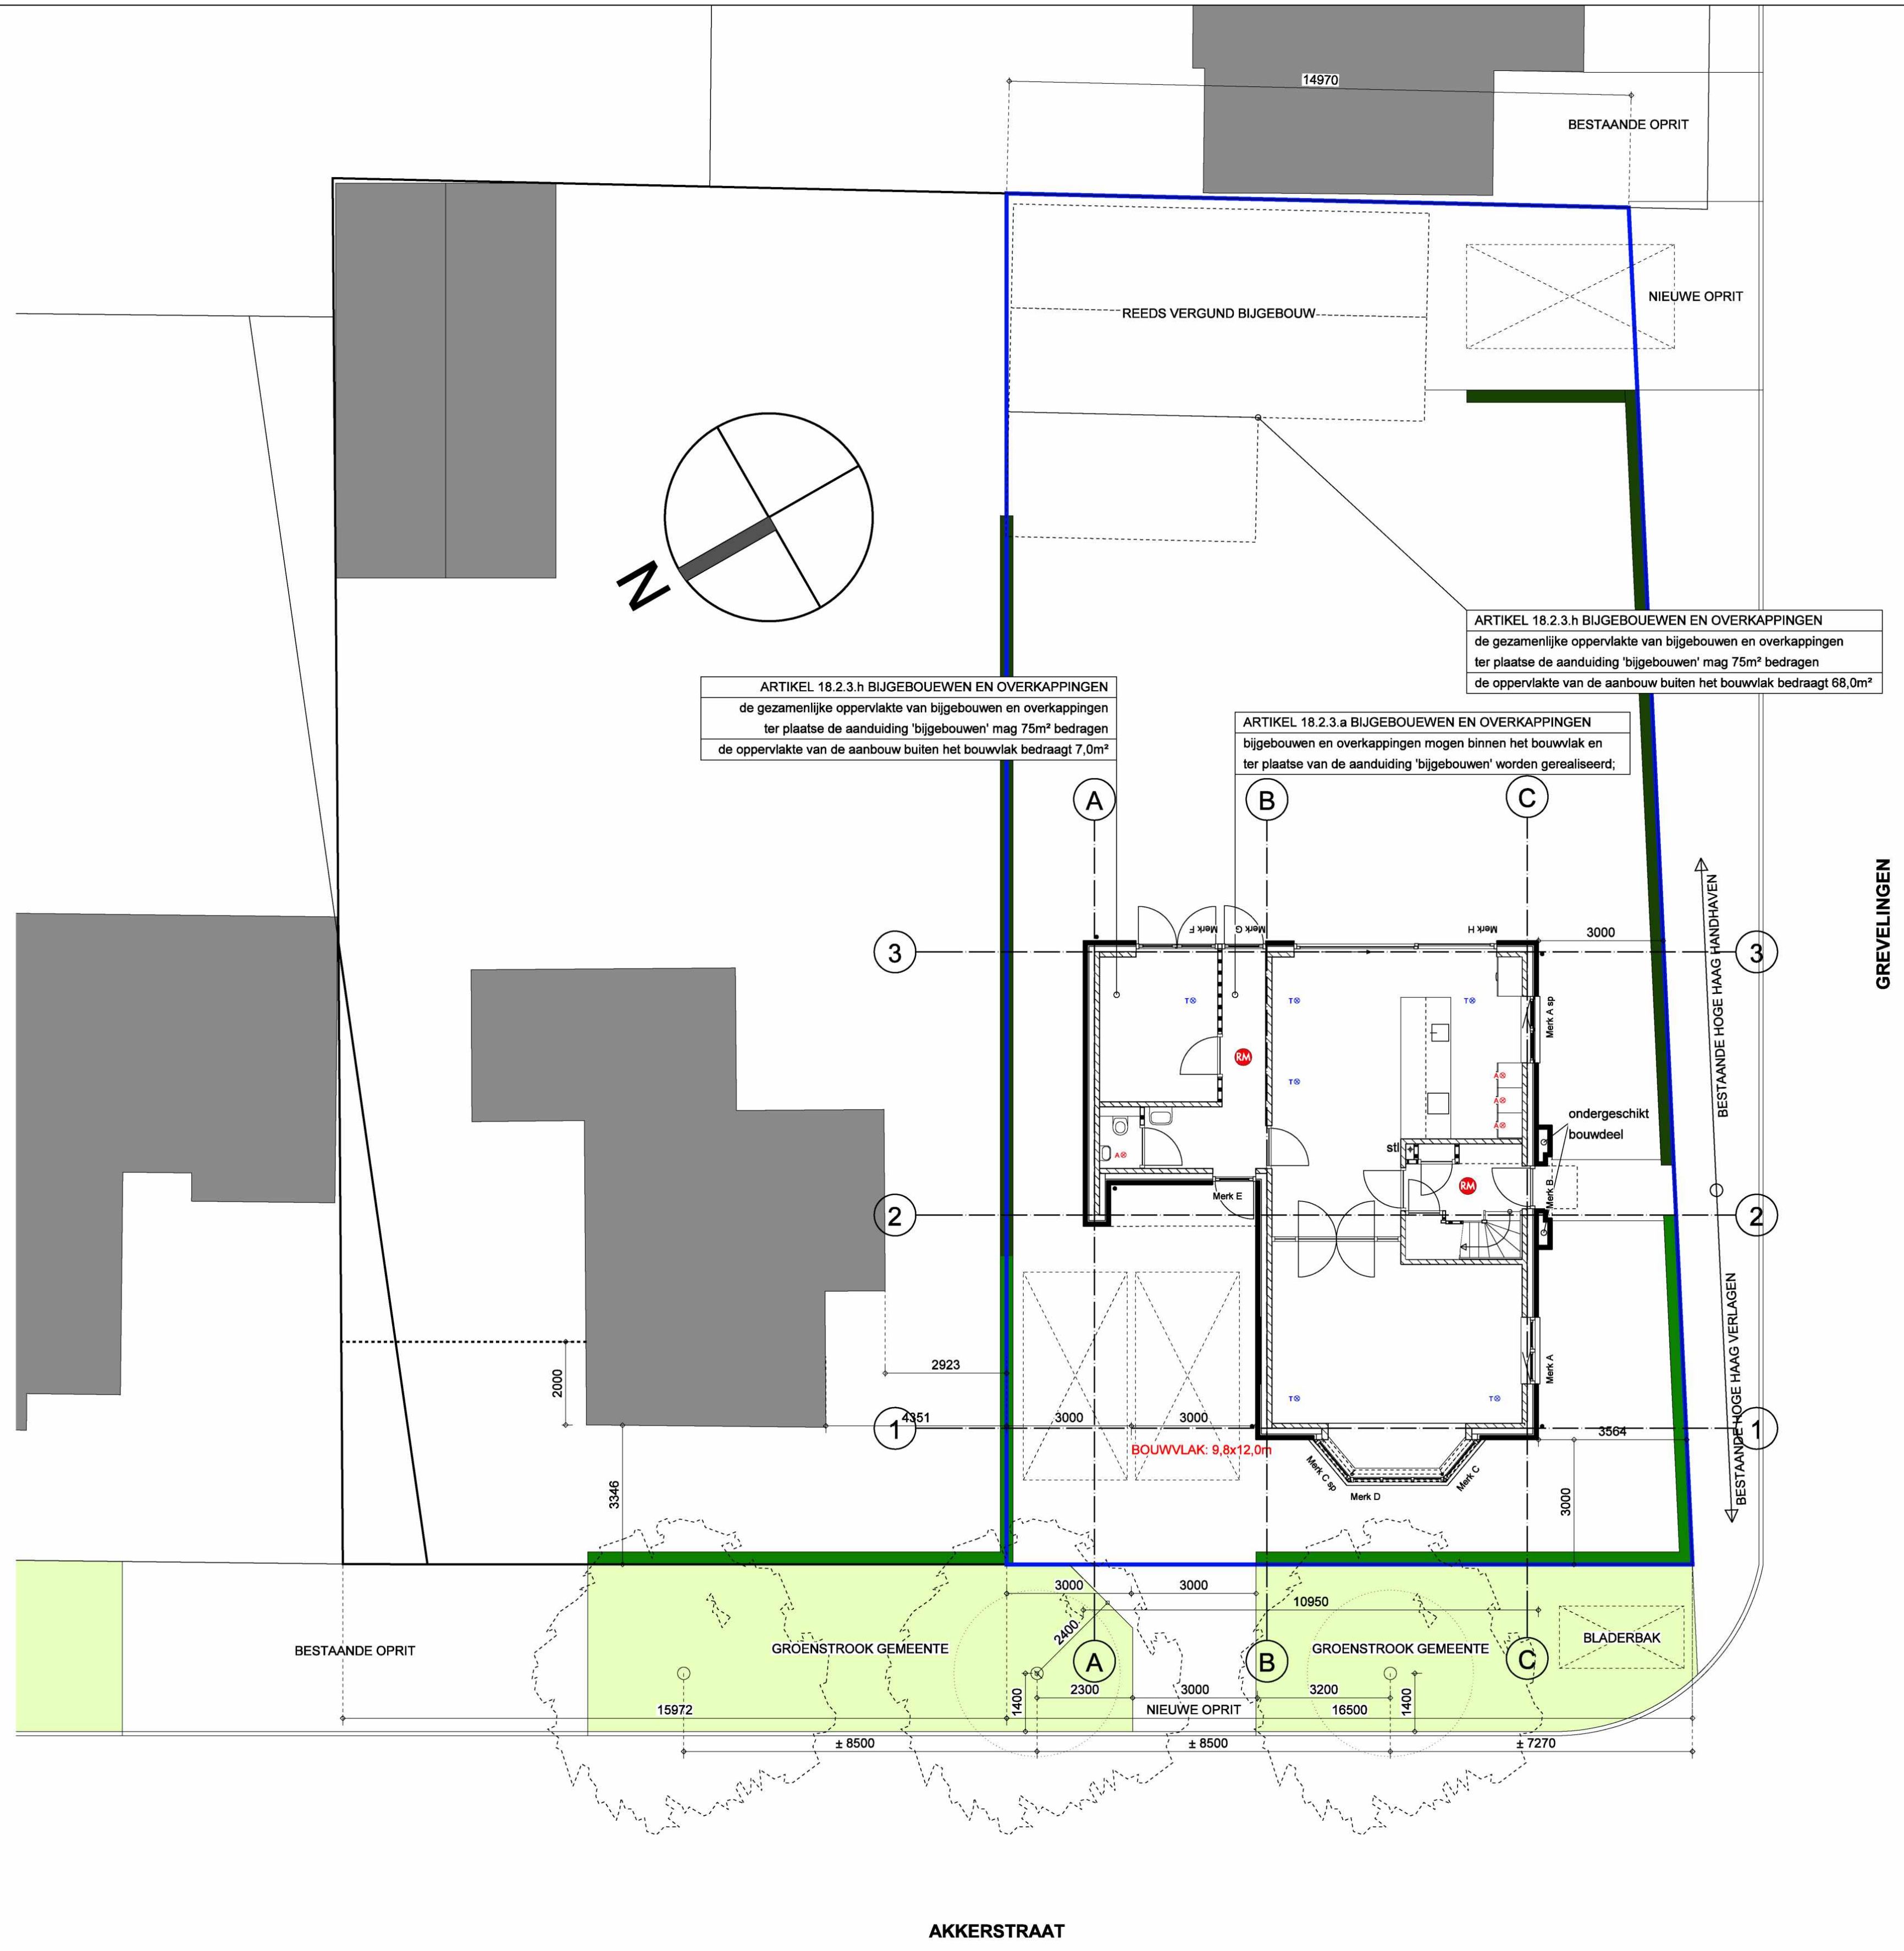 14970
BESTAANDE OPRIT
NIEUWE OPRIT
REEDS VERGUND BIJGEBOUW
N
ARTIKEL 18.2.3.h BIJGEBOUEWEN EN OVERKAPPINGEN
de gezamenlijke oppervlakte van bijgebouwen en overkappingen
ter plaatse de aanduiding 'bijgebouwen' mag 75m² bedragen
de oppervlakte van de aanbouw buiten het bouwvlak bedraagt 68,0m²
ARTIKEL 18.2.3.h BIJGEBOUEWEN EN OVERKAPPINGEN
de gezamenlijke oppervlakte van bijgebouwen en overkappingen
ter plaatse de aanduiding 'bijgebouwen' mag 75m² bedragen
de oppervlakte van de aanbouw buiten het bouwvlak bedraagt 7,0m²
ARTIKEL 18.2.3.a BIJGEBOUEWEN EN OVERKAPPINGEN
bijgebouwen en overkappingen mogen binnen het bouwvlak en
ter plaatse van de aanduiding 'bijgebouwen' worden gerealiseerd;
A
B
C
GREVELINGEN
BESTAANDE HOGE HAAG HANDHAVEN
3
Merk F
Merk G
Merk H
3000
3
T
T
T
Merk A sp
RM
T
A
A
A
ondergeschikt
bouwdeel
stl
A
G
RM
Merk E
Merk B
2
2
G
BESTAANDE HOGE HAAG VERLAGEN
2923
2000
Merk A
T
T
4351
1
3000
3000
3564
1
BOUWVLAK: 9,8x12,0m
3346
Merk C sp
Merk D
Merk C
3000
3000
3000
10950
2400
BESTAANDE OPRIT
GROENSTROOK GEMEENTE
A
B
GROENSTROOK GEMEENTE
C
BLADERBAK
1400
2300
3000
3200
1400
15972
NIEUWE OPRIT
16500
± 8500
± 8500
± 7270
AKKERSTRAAT